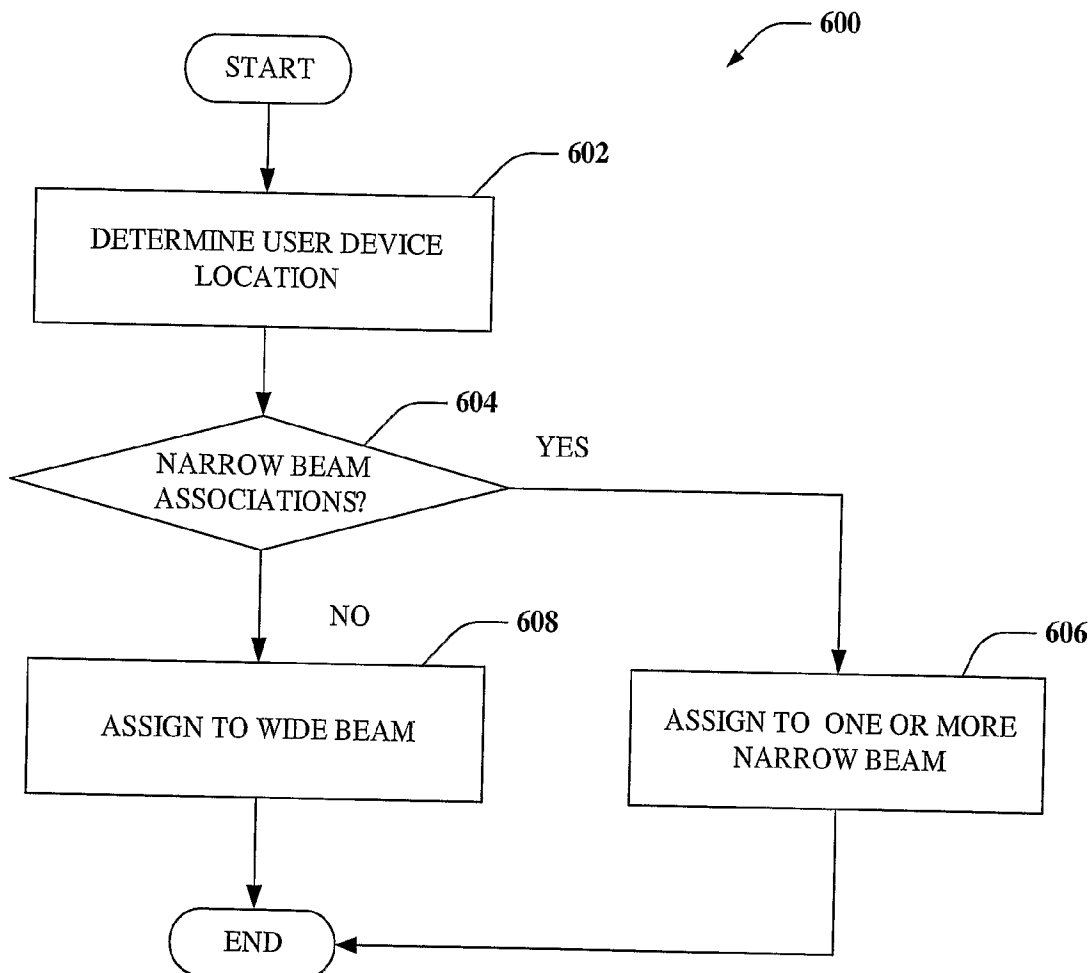 600
START
602
DETERMINE USER DEVICE
LOCATION
604
NARROW BEAM
ASSOCIATIONS?
YES
NO
608
606
ASSIGN TO WIDE BEAM
ASSIGN TO ONE OR MORE
NARROW BEAM
END